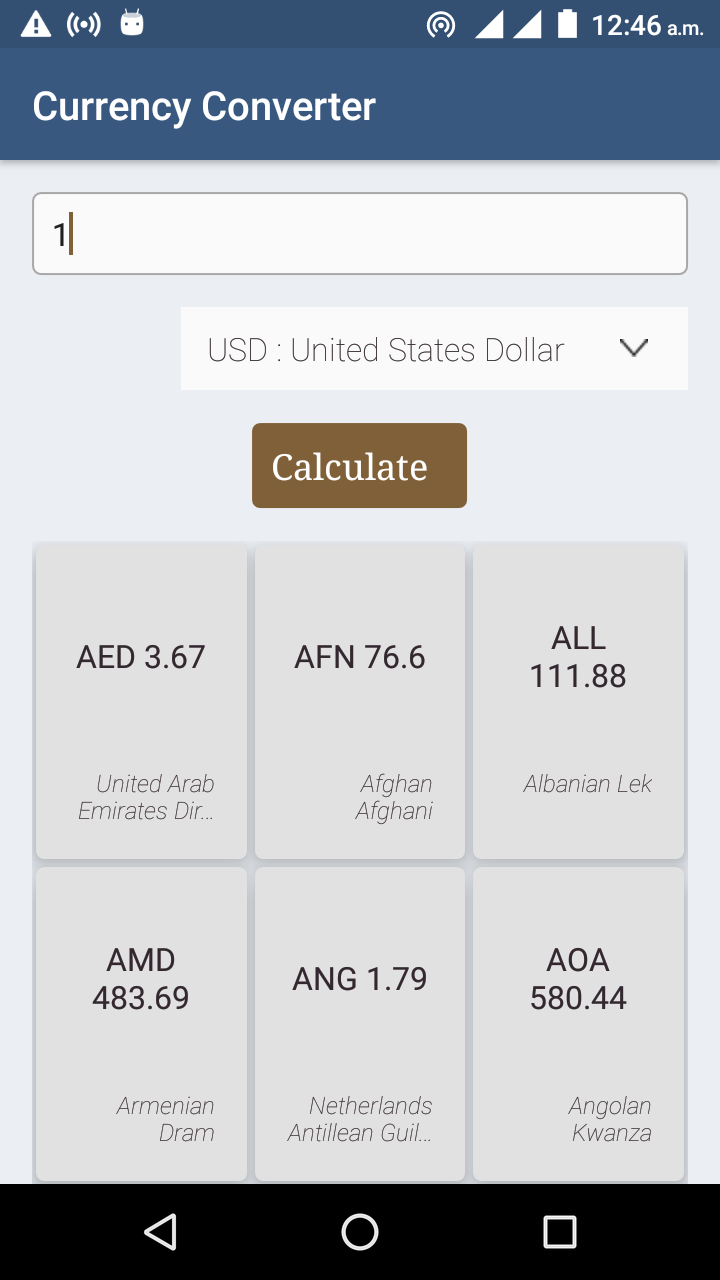 12:46 a.m.
Currency Converter
1
USD : United States Dollar
Calculate
AED 3.67
United Arab
Emirates Dir...
AFN 76.6
Afghan
Afghani
ALL
111.88
Albanian Lek
AMD
483.69
Armenian
Dram
ANG 1.79
Netherlands
Antillean Guil...
AOA
580.44
Angolan
Kwanza